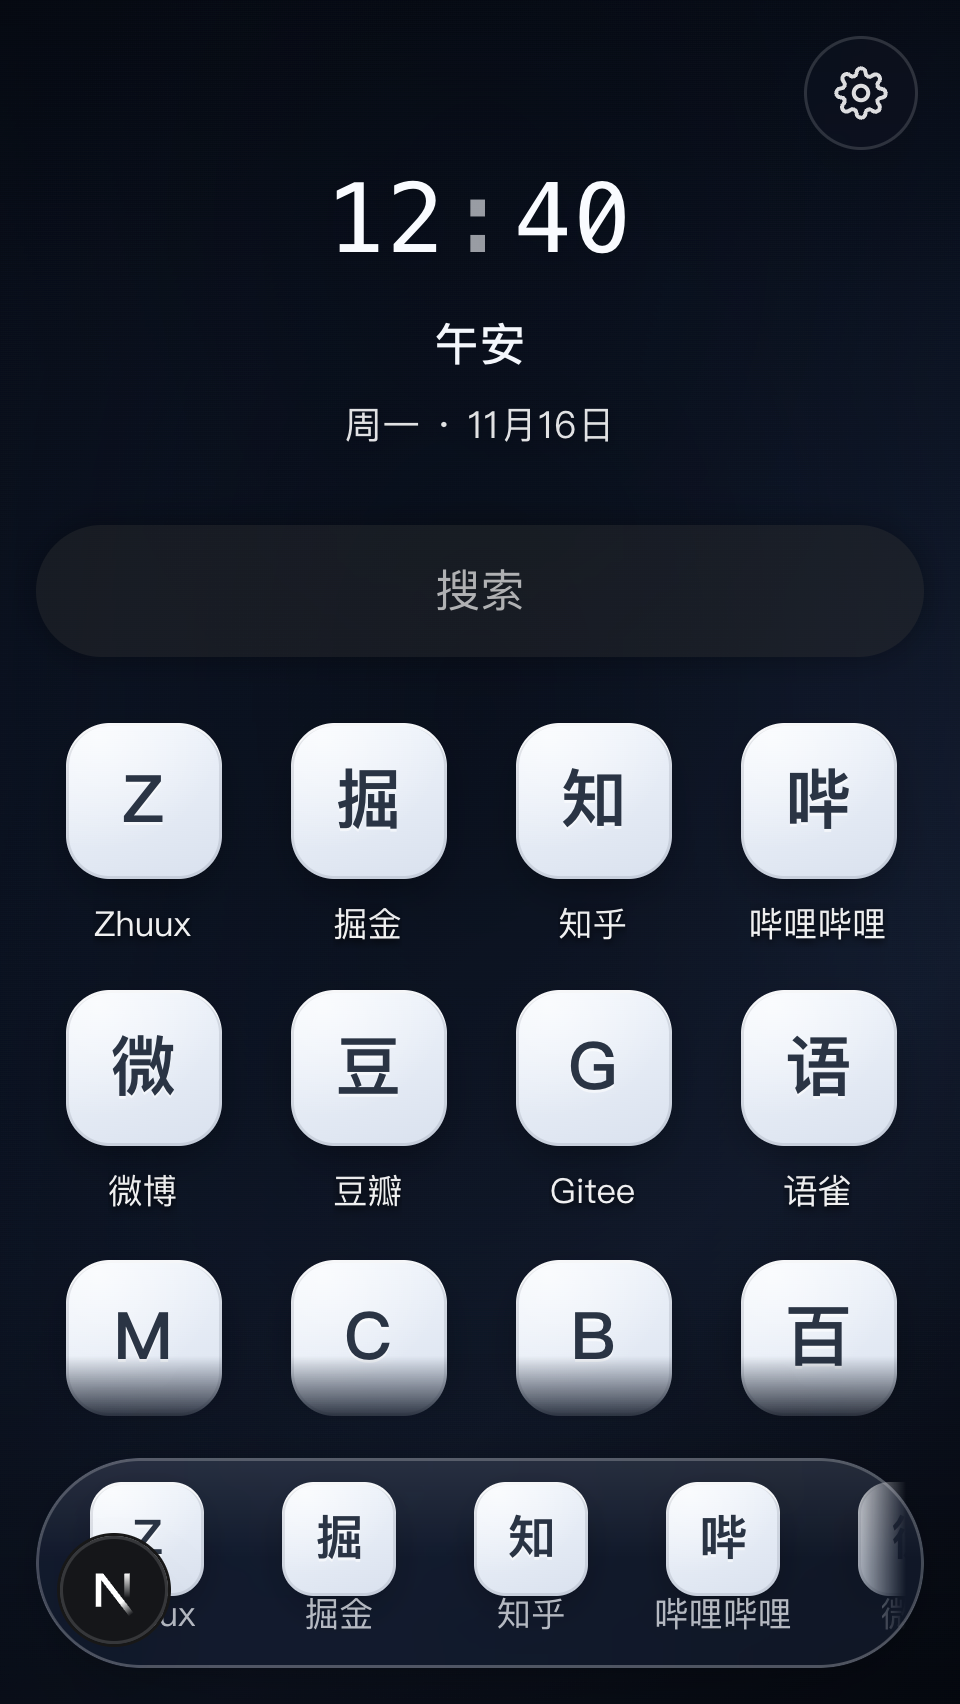 12:40
午安
周一 · 11月16日
搜索
Z 掘 知 哔
Zhuux 掘金 知乎 哔哩哔哩
微 豆 G 语
微博 豆瓣 Gitee 语雀
M C B 百
Z 掘 知 哔
N
ux 掘金 知乎 哔哩哔哩